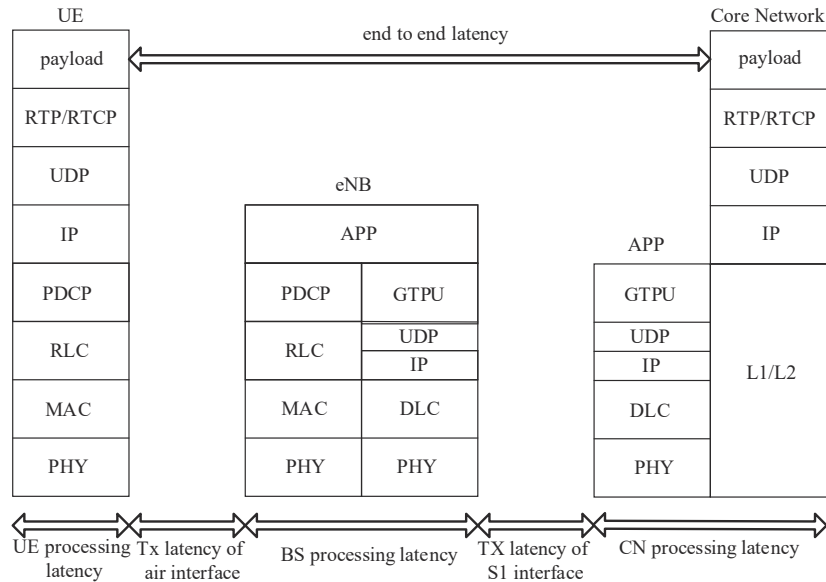 UE
Core Network
end to end latency
payload
RTP/RTCP
UDP
IP
PDCP
RLC
MAC
PHY
eNB
APP
PDCP
RLC
MAC
PHY
GTPU
UDP
IP
DLC
PHY
APP
GTPU
UDP
IP
DLC
PHY
payload
RTP/RTCP
UDP
IP
L1/L2
UE processing
latency
Tx latency of
air interface
BS processing latency
TX latency of
S1 interface
CN processing latency